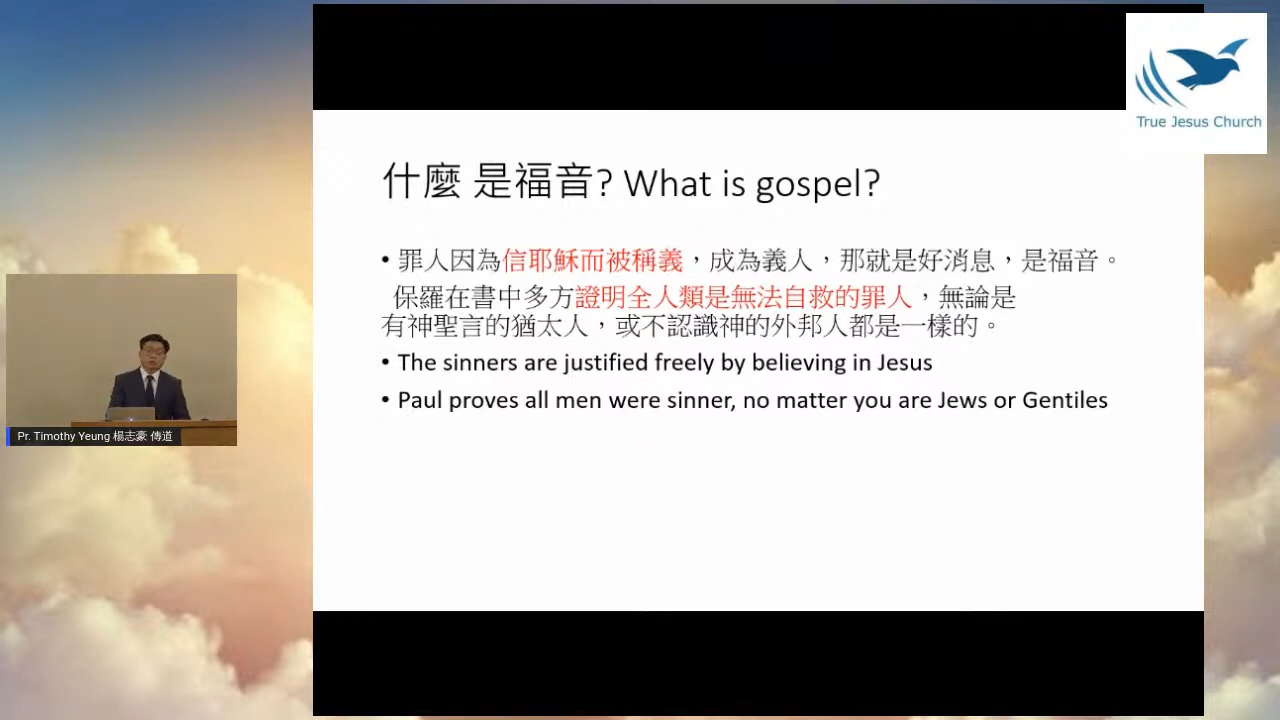 True Jesus Church
什麼 是福音? What is gospel?
• 罪人因為信耶穌而被稱義，成為義人，那就是好消息，是福音。
保羅在書中多方證明全人類是無法自救的罪人，無論是
有神聖言的猶太人，或不認識神的外邦人都是一樣的。
• The sinners are justified freely by believing in Jesus
• Paul proves all men were sinner, no matter you are Jews or Gentiles
Pr. Timothy Yeung 楊志豪 傳道